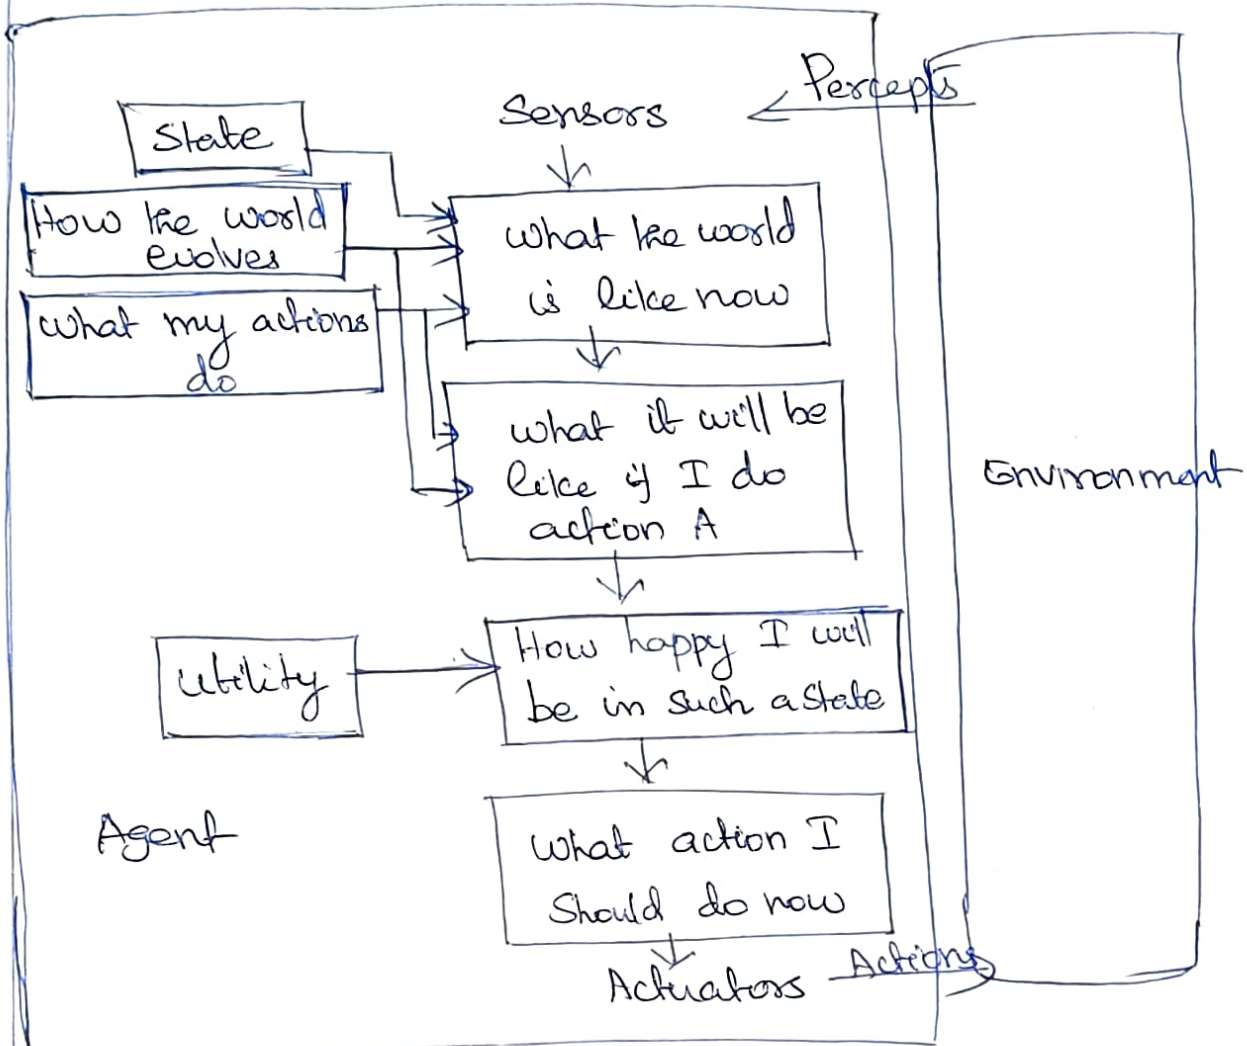 Percepts
Sensors
State
How the world
evolves
what the world
is like now
what my actions
do
what it will be
like if I do
action A
Environment
How happy I will
be in such a state
utility
Agent
what action I
Should do now
Actions
Actuators